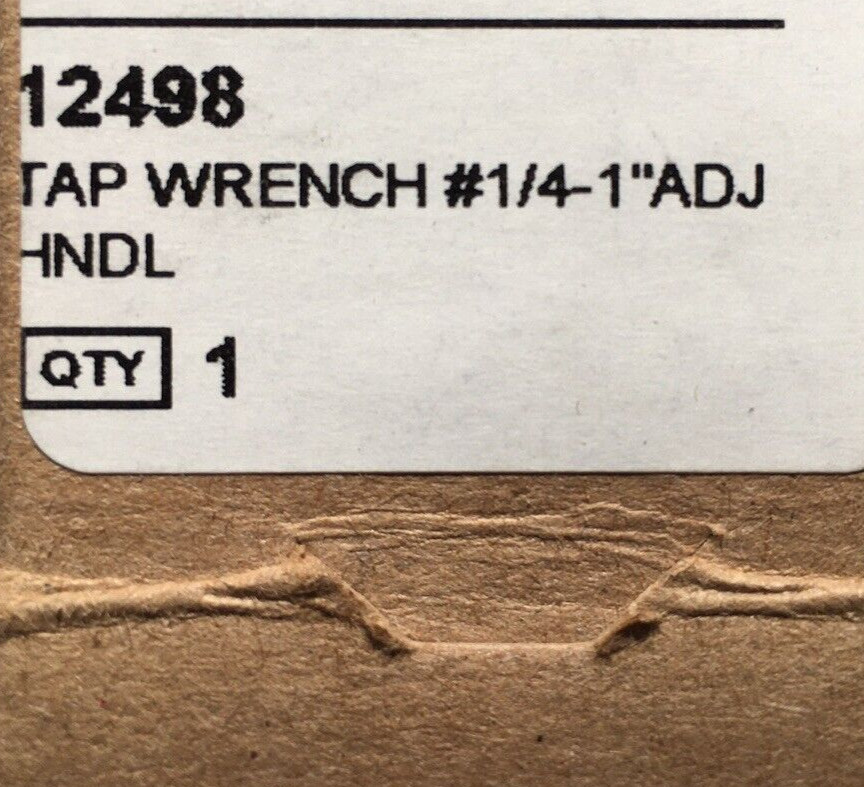 12498
TAP WRENCH #1/4-1"ADJ
HNDL
QTY 1